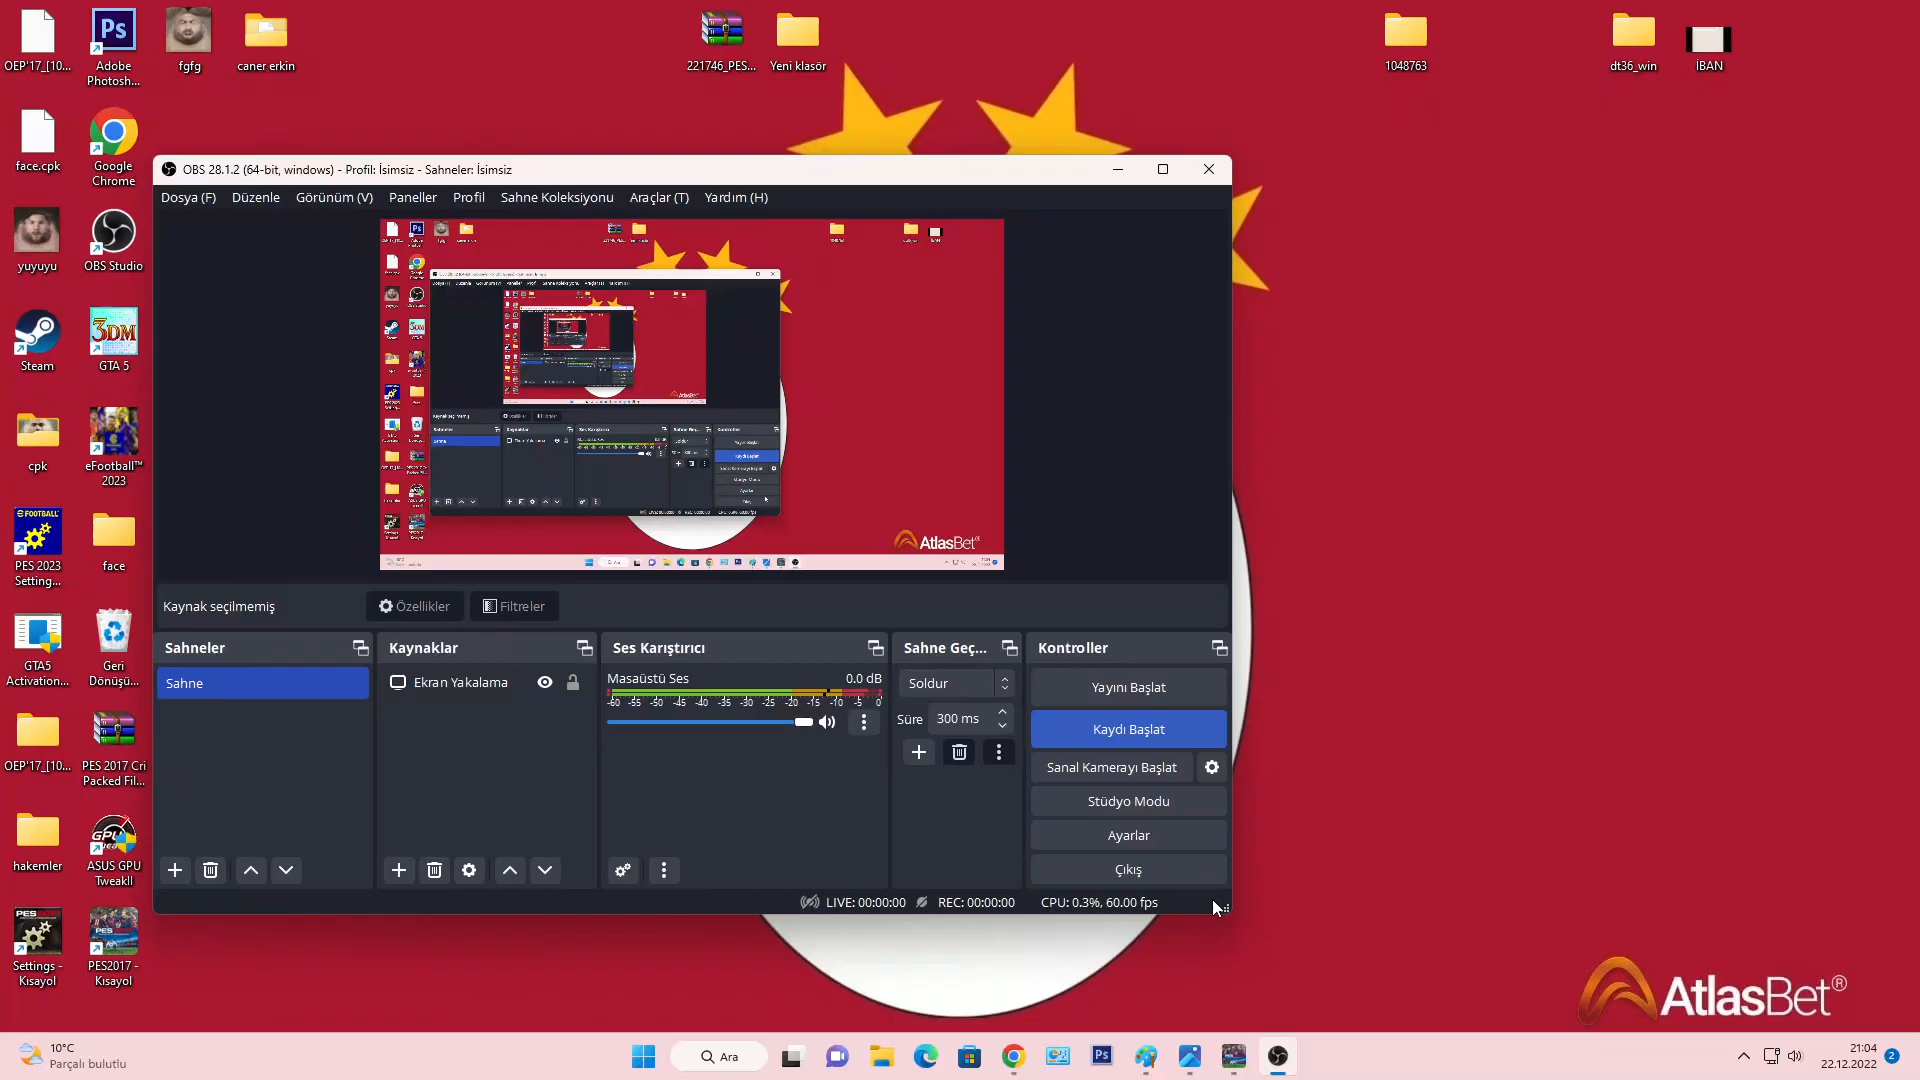 OEP'17_[10...
Adobe
Photosh...
fgfg
caner erkin
221746_PES...
Yeni klasör
1048763
dt36_win
İBAN
face.cpk
Google
Chrome
yuyuyu
OBS Studio
Steam
GTA 5
cpk
eFootball™
2023
PES 2023
Setting...
face
GTA5
Activation...
Geri
Dönüşü...
OEP'17_[10...
PES 2017 Cri
Packed Fil...
hakemler
ASUS GPU
TweakII
Settings -
Kısayol
PES2017 -
Kısayol
OBS 28.1.2 (64-bit, windows) - Profil: İsimsiz - Sahneler: İsimsiz
Dosya (F)
Düzenle
Görünüm (V)
Paneller
Profil
Sahne Koleksiyonu
Araçlar (T)
Yardım (H)
AtlasBet®
Kaynak seçilmemiş
Özellikler
Filtreler
Sahneler
Kaynaklar
Ses Karıştırıcı
Sahne Geç...
Kontroller
Sahne
Ekran Yakalama
Masaüstü Ses
0.0 dB
-60 -55 -50 -45 -40 -35 -30 -25 -20 -15 -10 -5 0
Soldur
Süre
300 ms
Yayını Başlat
Kaydı Başlat
Sanal Kamerayı Başlat
Stüdyo Modu
Ayarlar
Çıkış
LIVE: 00:00:00
REC: 00:00:00
CPU: 0.3%, 60.00 fps
AtlasBet®
10°C
Parçalı bulutlu
Ara
21:04
22.12.2022
2